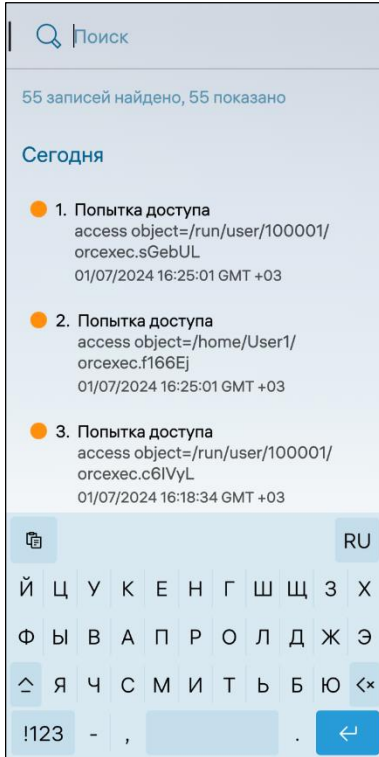 Поиск
55 записей найдено, 55 показано
Сегодня
1. Попытка доступа
access object=/run/user/100001/
orcexec.sGebUL
01/07/2024 16:25:01 GMT +03
2. Попытка доступа
access object=/home/User1/
orcexec.f166Ej
01/07/2024 16:25:01 GMT +03
3. Попытка доступа
access object=/run/user/100001/
orcexec.c6IVyL
01/07/2024 16:18:34 GMT +03
RU
Й Ц У К Е Н Г Ш Щ З Х
Ф Ы В А П Р О Л Д Ж Э
Я Ч С М И Т Ь Б Ю
!123 - , .